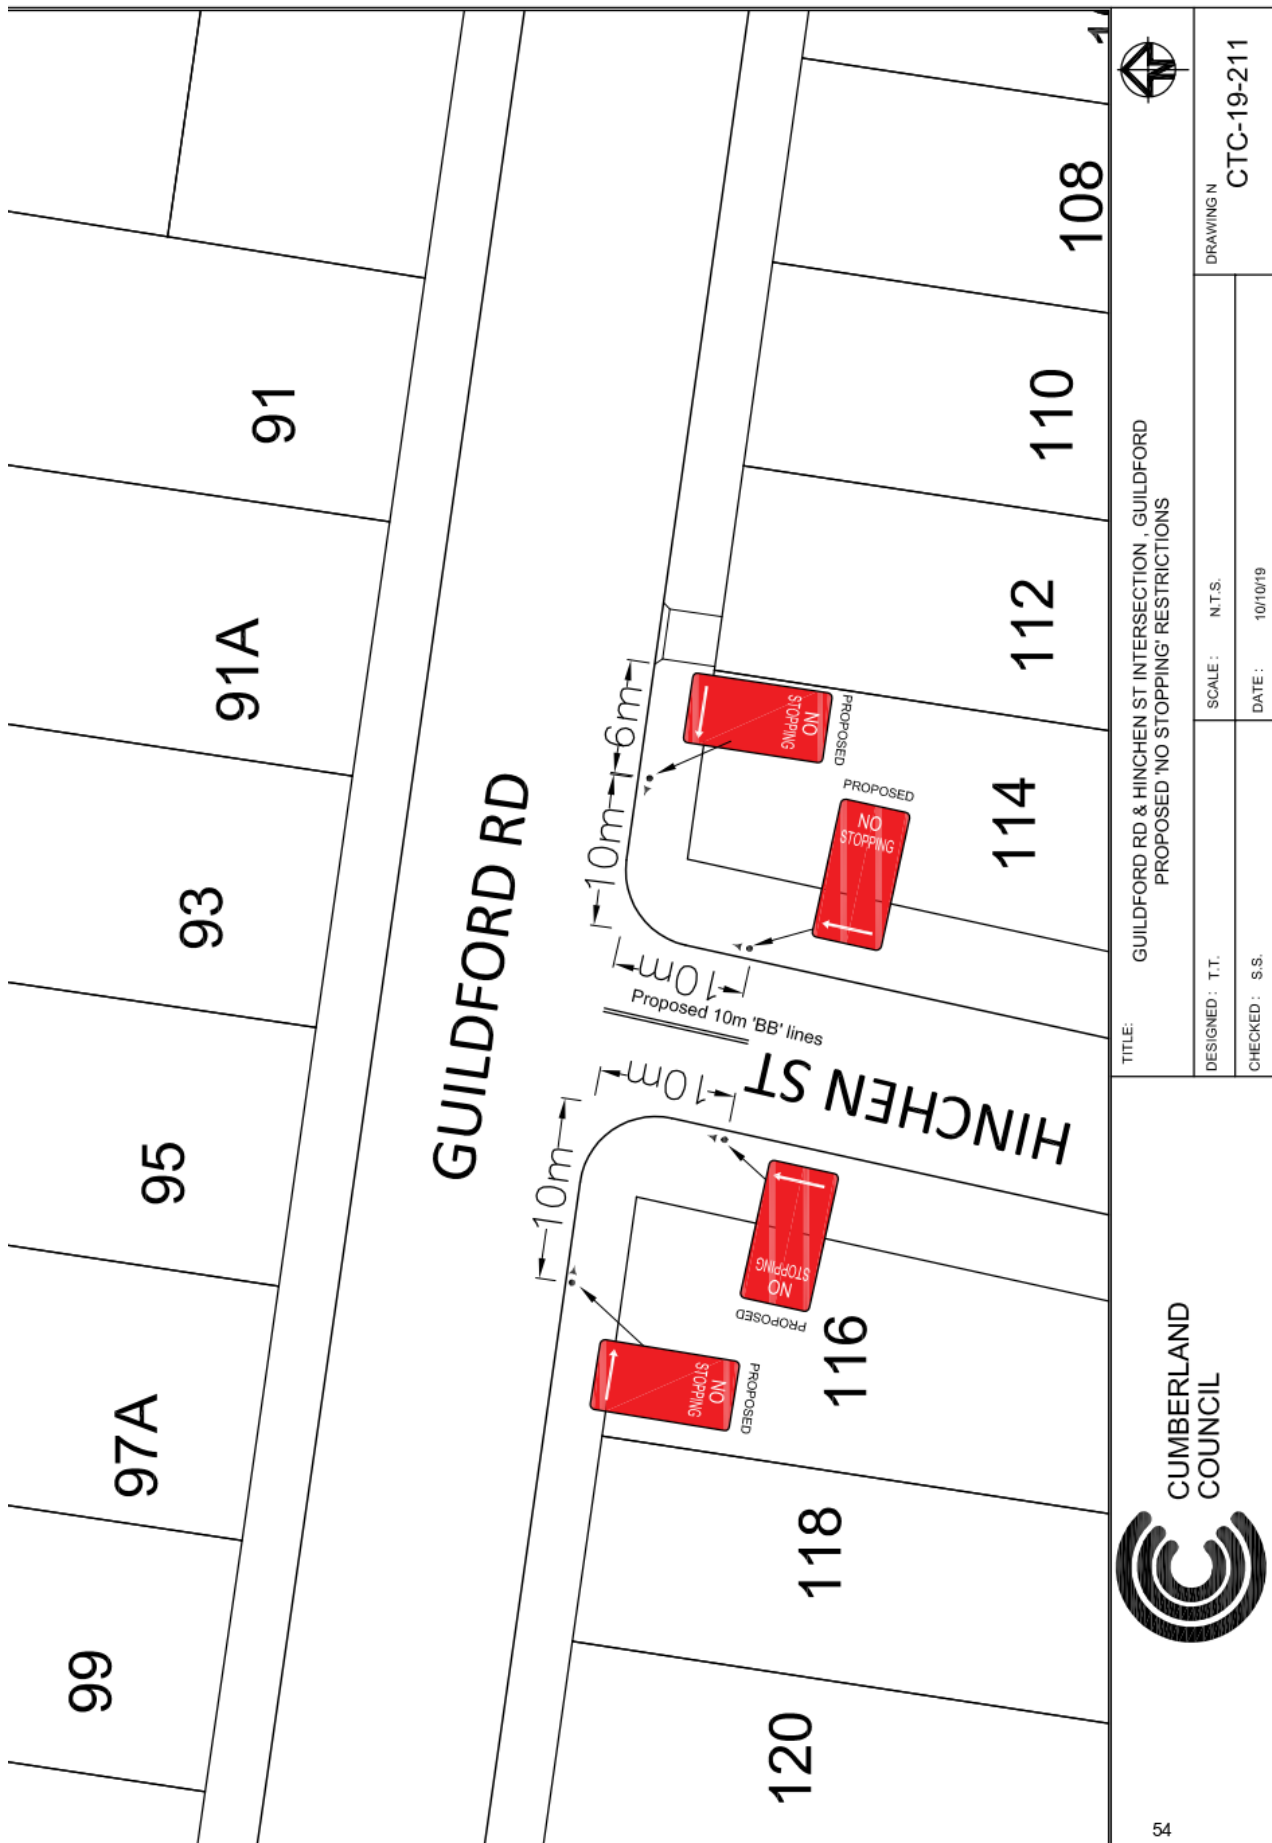 99
97A
95
93
91A
91
GUILDFORD RD
10m
10m
6m
10m
10m
Proposed 10m 'BB' lines
HINCHEN ST
NO
STOPPING
PROPOSED
NO
STOPPING
PROPOSED
NO
STOPPING
PROPOSED
NO
STOPPING
PROPOSED
120
118
116
114
112
110
108
CUMBERLAND
COUNCIL
TITLE:
GUILDFORD RD & HINCHEN ST INTERSECTION , GUILDFORD
PROPOSED 'NO STOPPING' RESTRICTIONS
N
DESIGNED : T.T.
SCALE : N.T.S.
DRAWING N
CTC-19-211
CHECKED : S.S.
DATE : 10/10/19
54